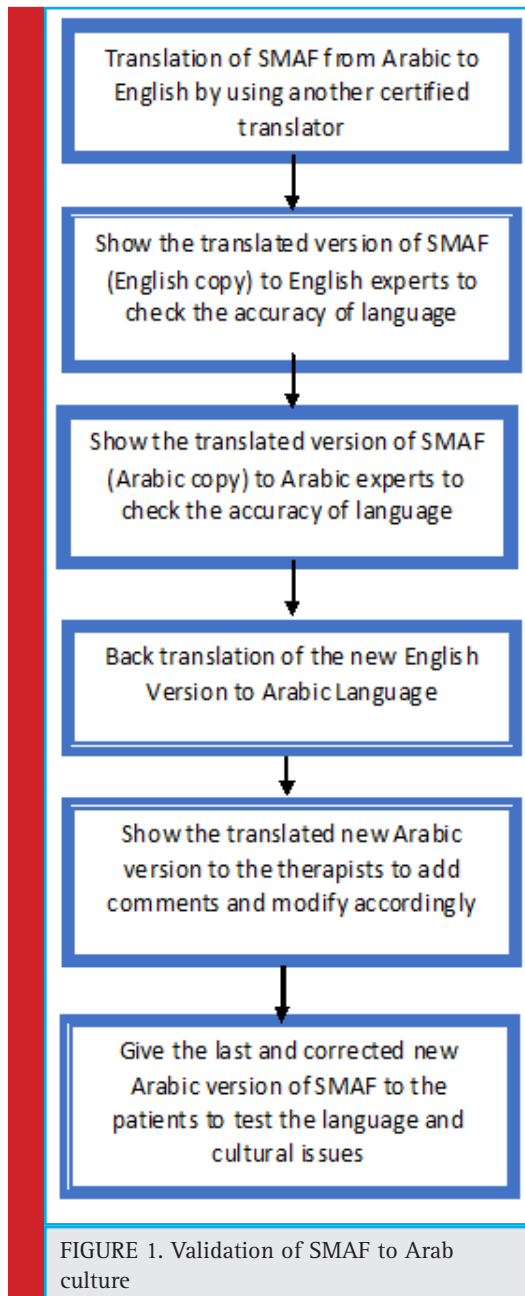 Translation of SMAF from Arabic to
English by using another certified
translator
Show the translated version of SMAF
(English copy) to English experts to
check the accuracy of language
Show the translated version of SMAF
(Arabic copy) to Arabic experts to
check the accuracy of language
Back translation of the new English
Version to Arabic Language
Show the translated new Arabic
version to the therapists to add
comments and modify accordingly
Give the last and corrected new
Arabic version of SMAF to the
patients to test the language and
cultural issues
FIGURE 1. Validation of SMAF to Arab
culture